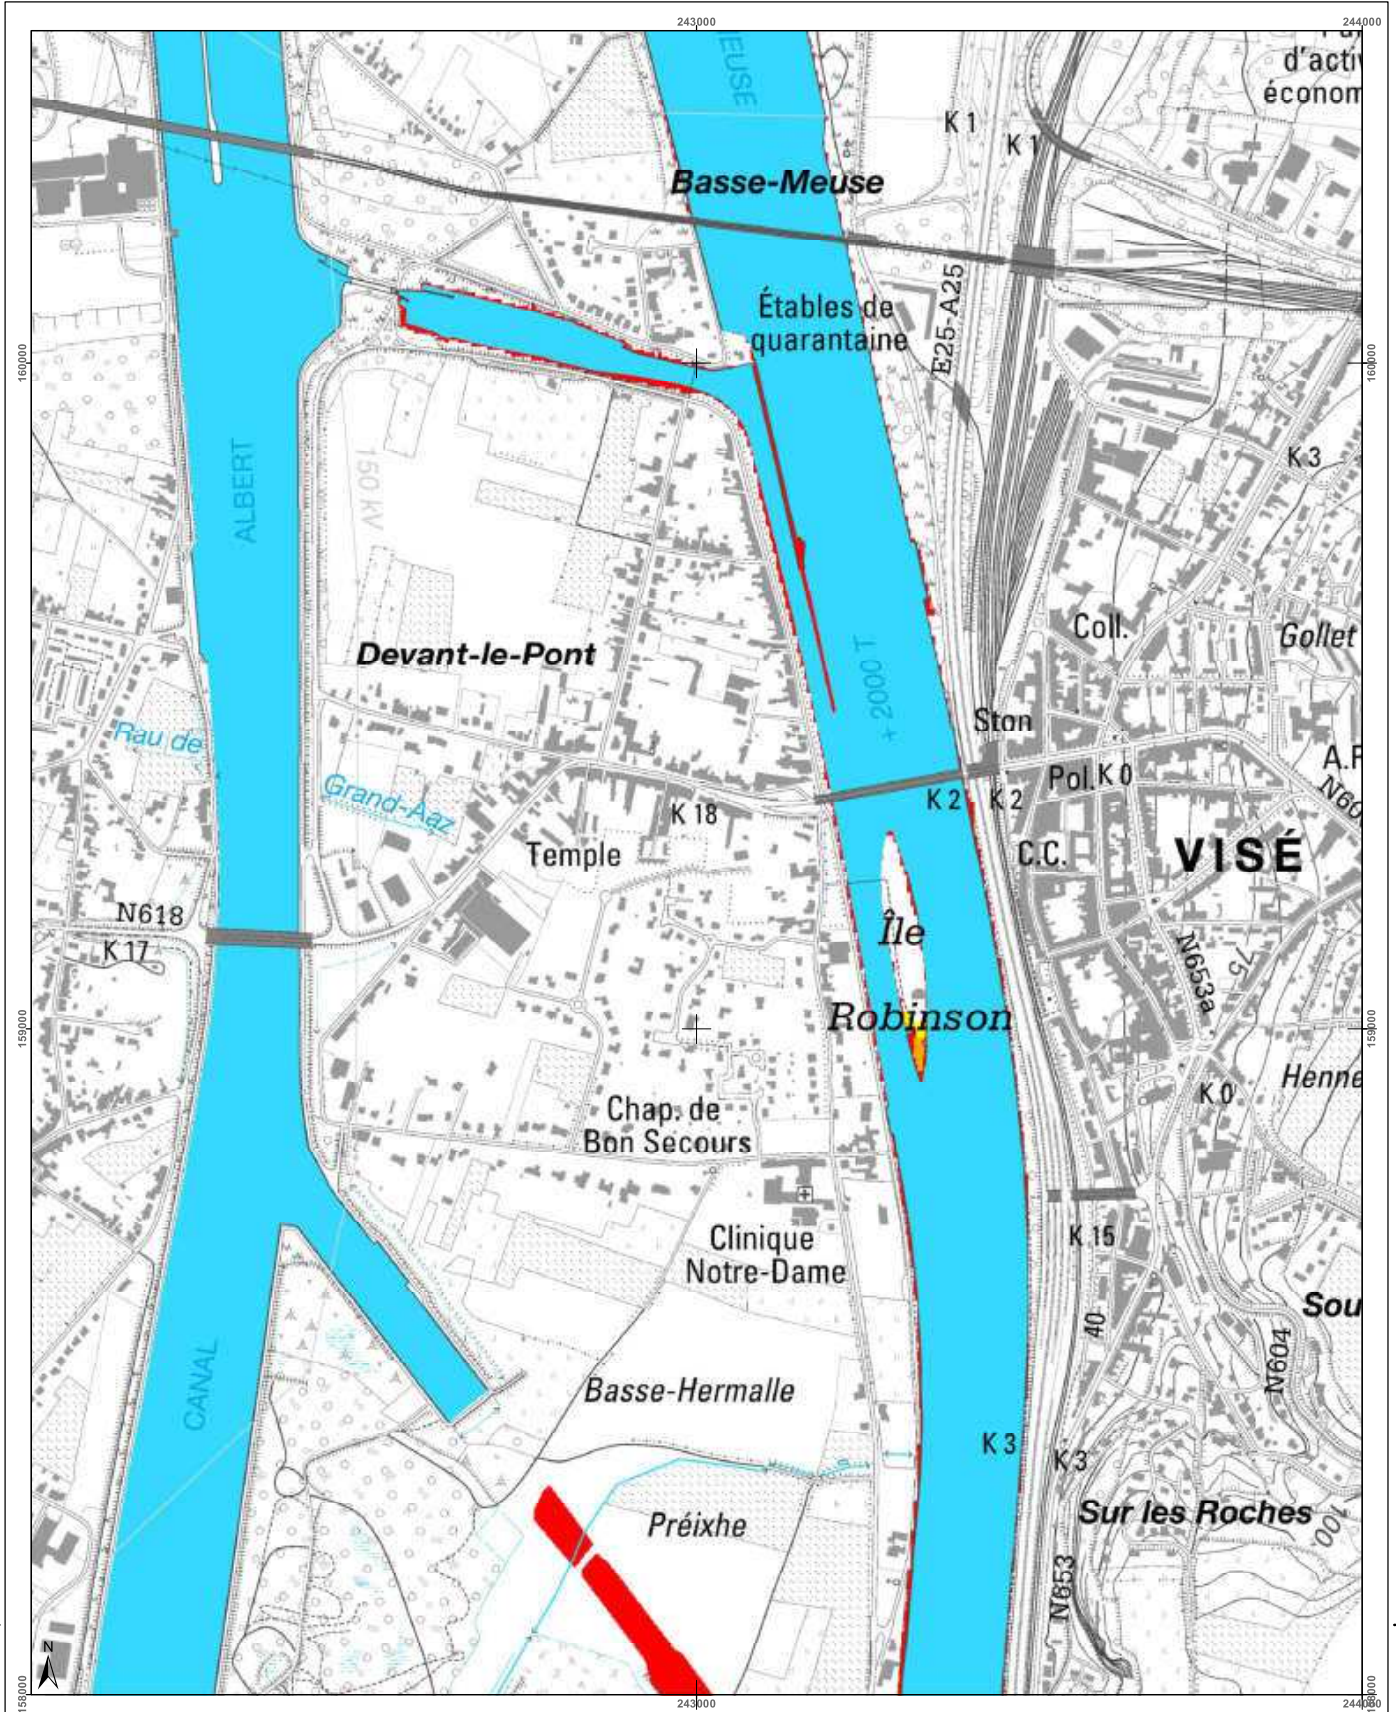 243000
244000
d'activ
économ
K 1
K 1
Basse-Meuse
Étables de
quarantaine
E25-A25
160000
160000
ALBERT
150 KV
K 3
Coll.
Gollet
Devant-le-Pont
+ 2000 T
Rau de
Grand-Aaz
Ston
Pol.
K 0
K 2
K 2
K 18
Temple
C.C.
VISÉ
N618
K 17
Île
Robinson
N653a
75
159000
159000
K 0
Henne
Chap. de
Bon Secours
Clinique
Notre-Dame
K 15
40
Sou
N604
CANAL
Basse-Hermalle
K 3
K 3
Préixhe
Sur les Roches
100
N653
N
158000
243000
244000